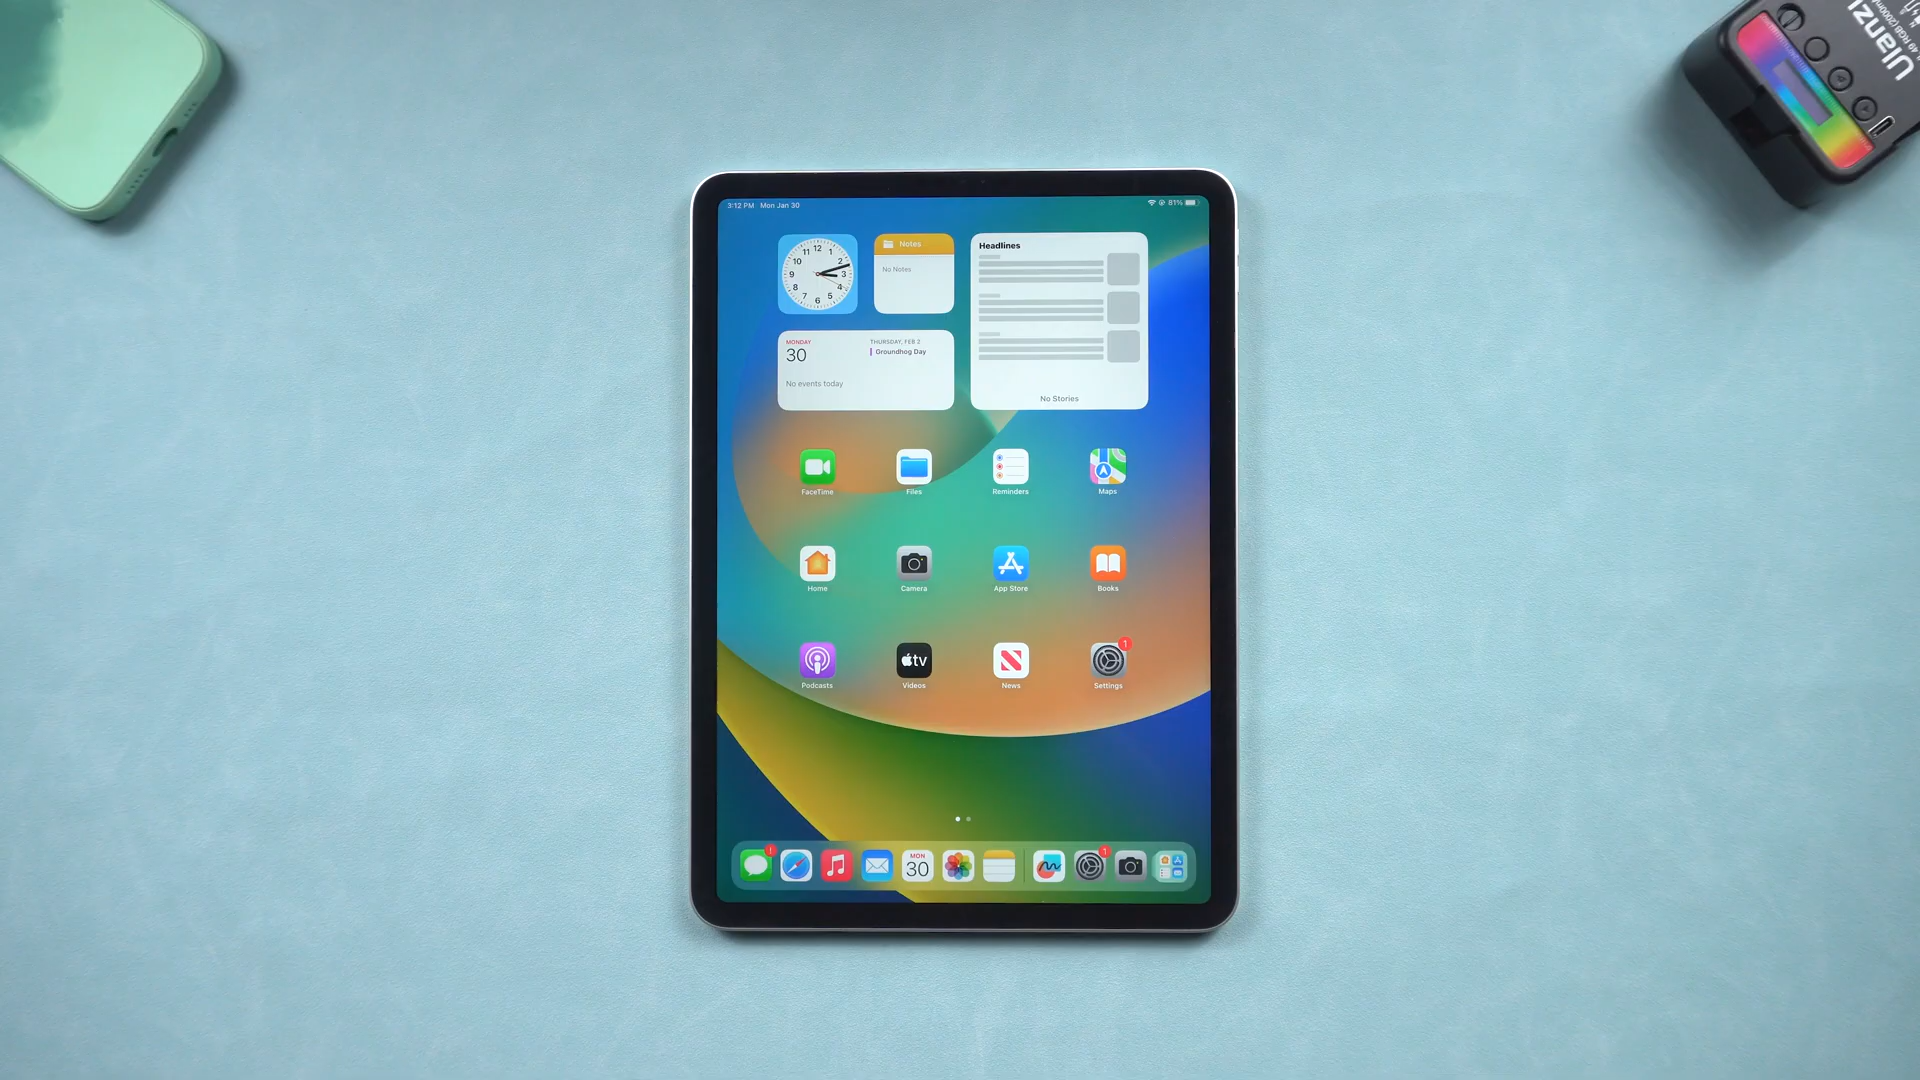 3:12 PM Mon Jan 30
81%
12
11 1
10 2
9 3
8 4
7 5
6
Notes
No Notes
Headlines
No Stories
MONDAY
30
No events today
THURSDAY, FEB 2
Groundhog Day
FaceTime Files Reminders Maps
Home Camera App Store Books
tv
1
Podcasts Videos News Settings
! MON 1
30
Ulanzi